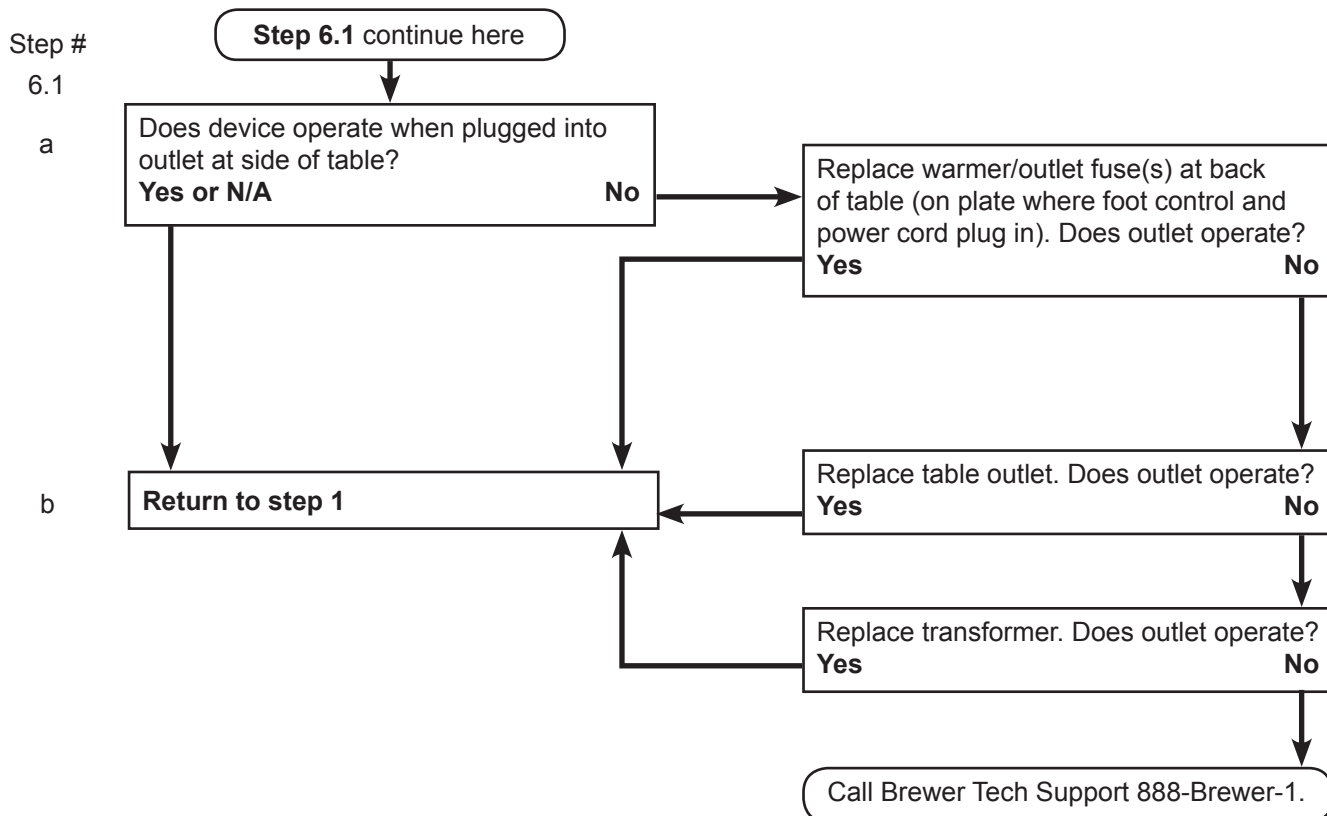 Step #
6.1
Step 6.1 continue here
a
Does device operate when plugged into
outlet at side of table?
Yes or N/A No
Replace warmer/outlet fuse(s) at back
of table (on plate where foot control and
power cord plug in). Does outlet operate?
Yes No
b
Return to step 1
Replace table outlet. Does outlet operate?
Yes No
Replace transformer. Does outlet operate?
Yes No
Call Brewer Tech Support 888-Brewer-1.